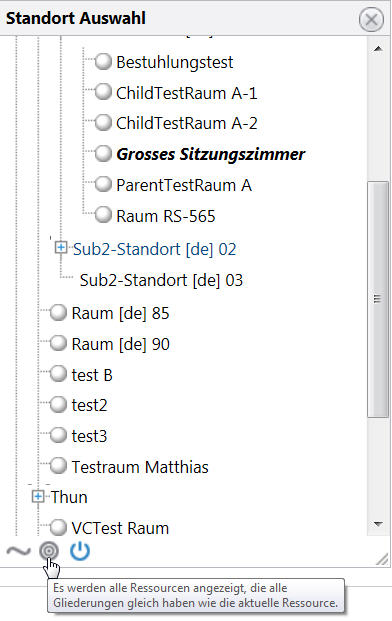 Standort Auswahl
[de]
Bestuhlungstest
ChildTestRaum A-1
ChildTestRaum A-2
Grosses Sitzungszimmer
ParentTestRaum A
Raum RS-565
Sub2-Standort [de] 02
Sub2-Standort [de] 03
Raum [de] 85
Raum [de] 90
test B
test2
test3
Testraum Matthias
Thun
VCTest Raum
Es werden alle Ressourcen angezeigt, die alle
Gliederungen gleich haben wie die aktuelle Ressource.